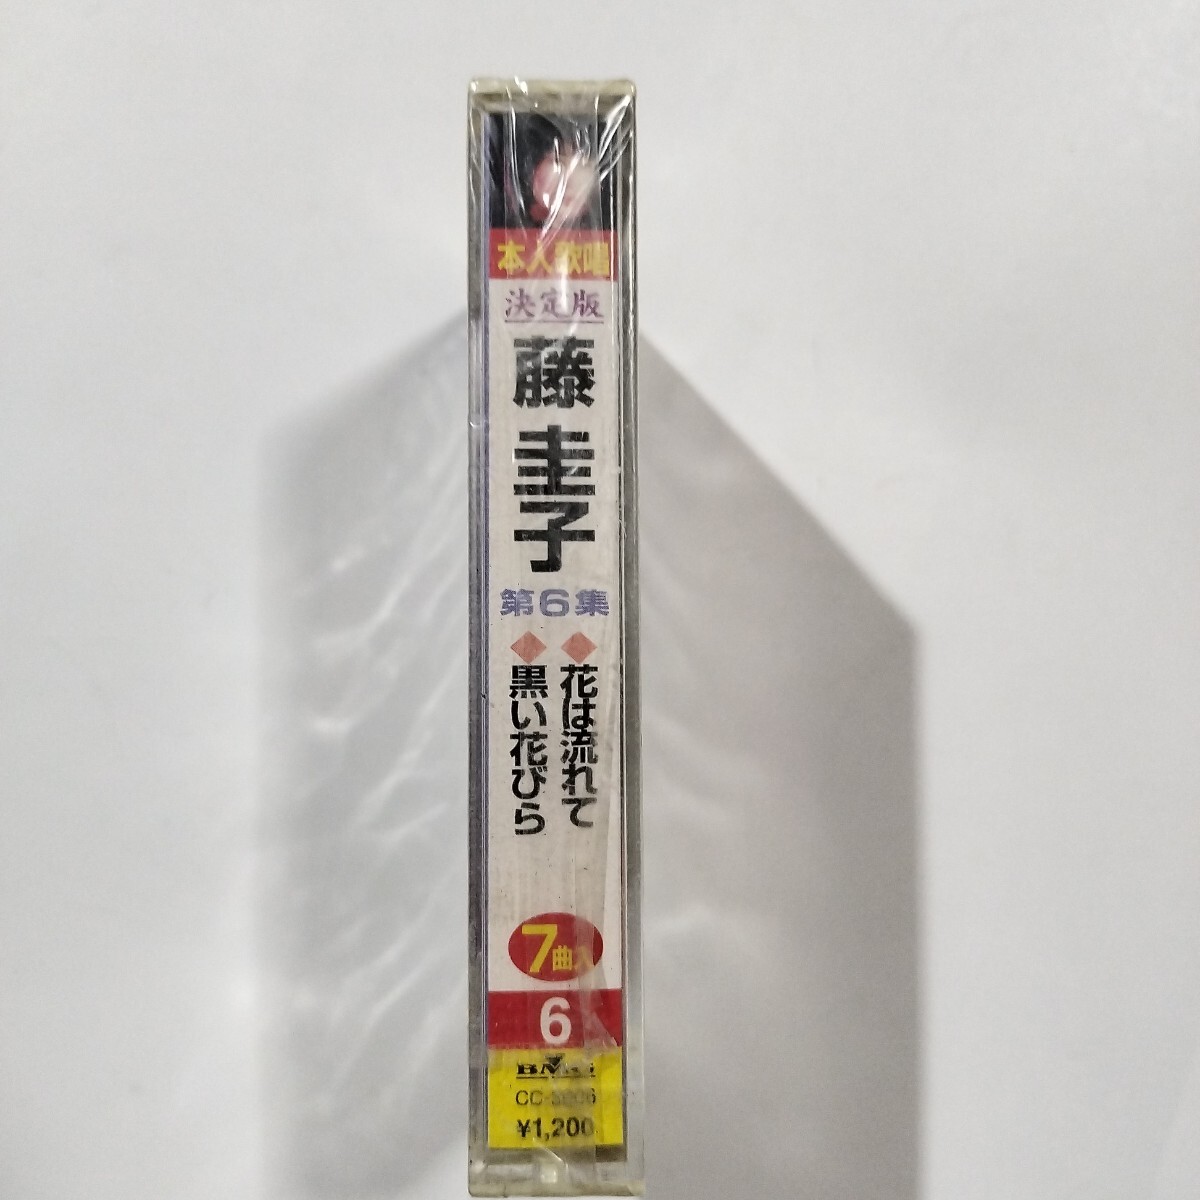 本人歌唱
決定版
藤圭子
第6集
◆花は流れて
◆黒い花びら
7曲入
6
BMG
¥1,200